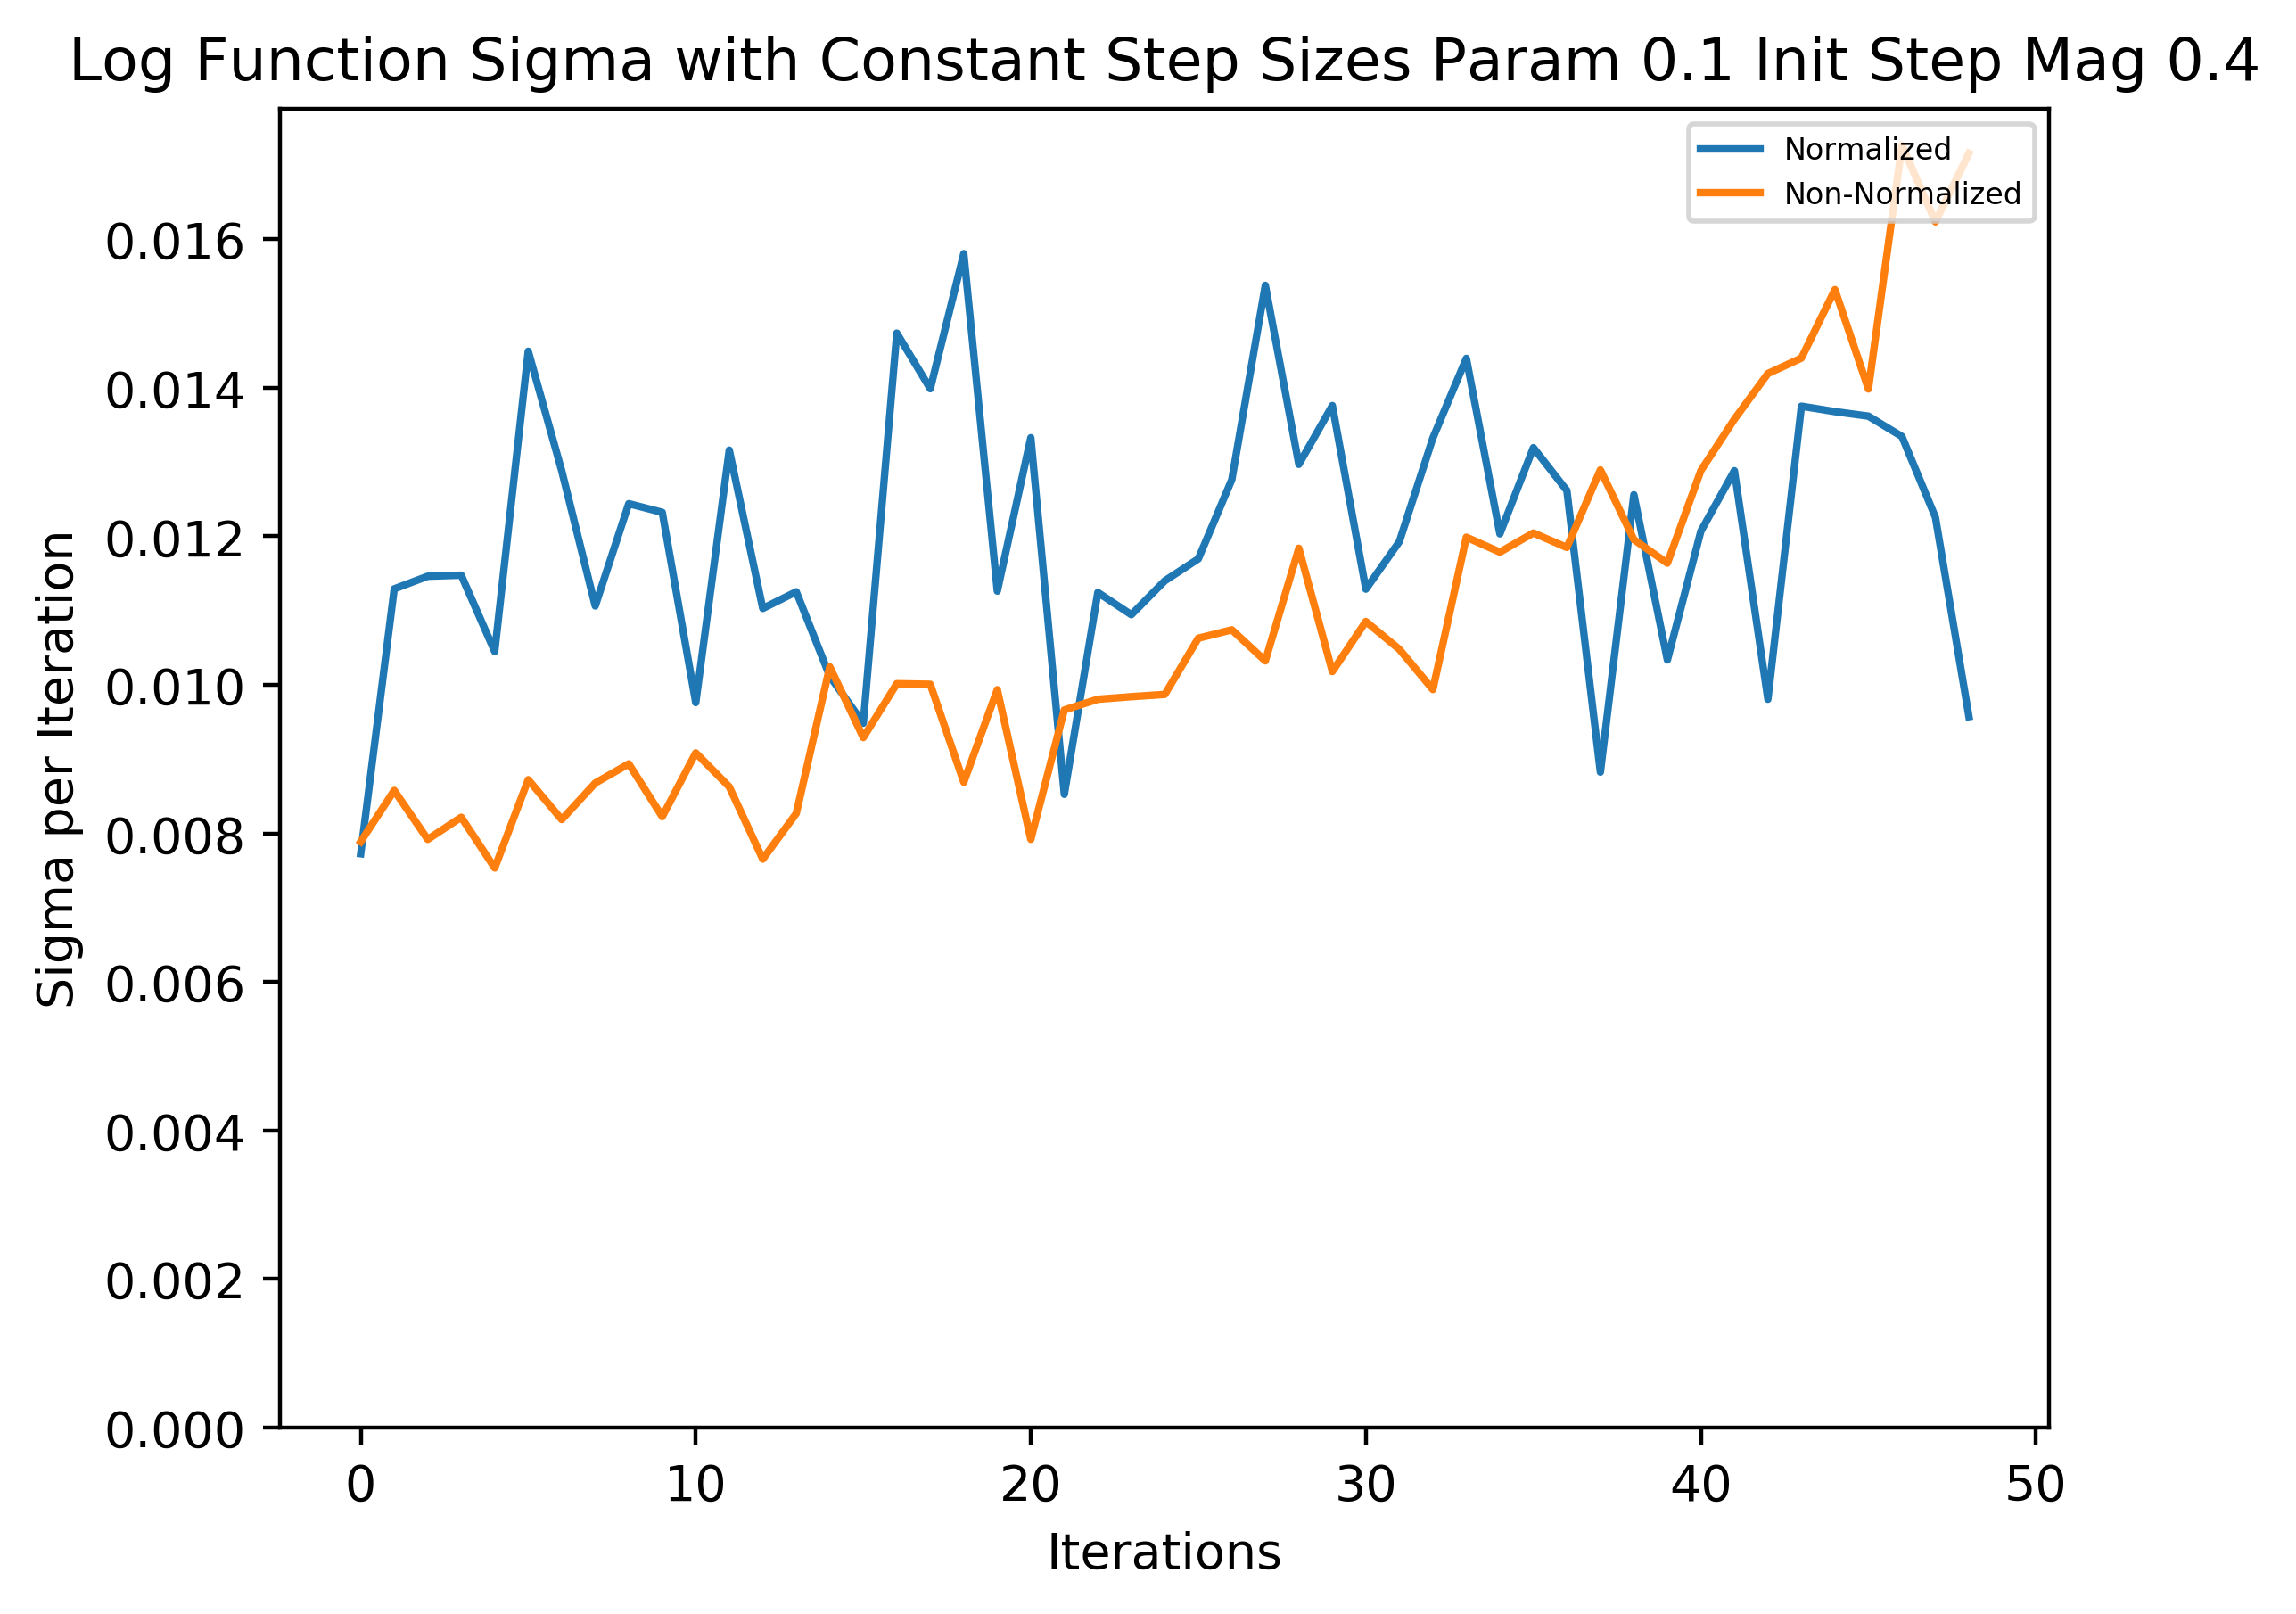 Log Function Sigma with Constant Step Sizes Param 0.1 Init Step Mag 0.4
Normalized
Non-Normalized
Sigma per Iteration
0.016
0.014
0.012
0.010
0.008
0.006
0.004
0.002
0.000
0 10 20 30 40 50
Iterations